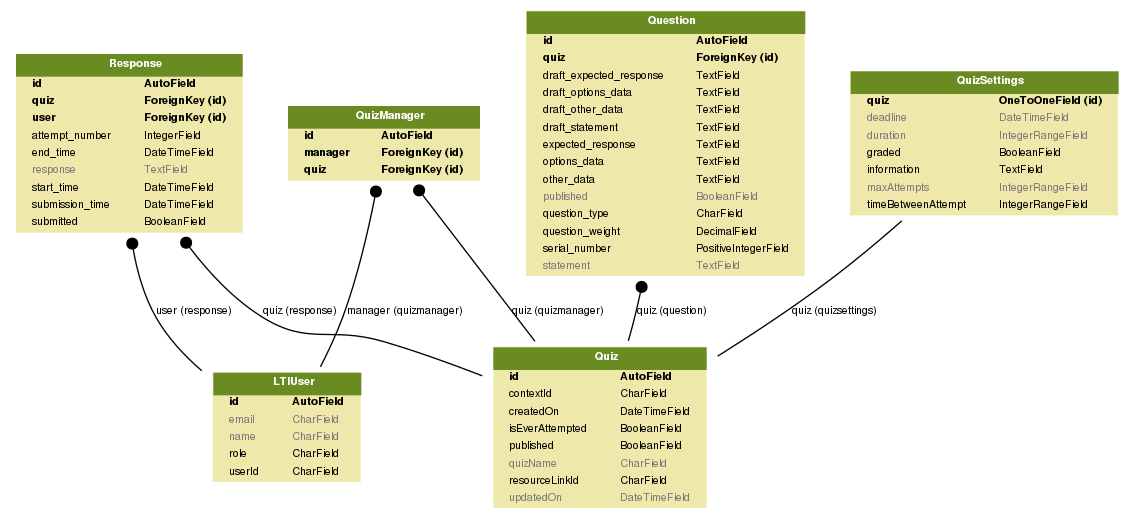 Response
id AutoField
quiz ForeignKey (id)
user ForeignKey (id)
attempt_number IntegerField
end_time DateTimeField
response TextField
start_time DateTimeField
submission_time DateTimeField
submitted BooleanField
QuizManager
id AutoField
manager ForeignKey (id)
quiz ForeignKey (id)
Question
id AutoField
quiz ForeignKey (id)
draft_expected_response TextField
draft_options_data TextField
draft_other_data TextField
draft_statement TextField
expected_response TextField
options_data TextField
other_data TextField
published BooleanField
question_type CharField
question_weight DecimalField
serial_number PositiveIntegerField
statement TextField
QuizSettings
quiz OneToOneField (id)
deadline DateTimeField
duration IntegerRangeField
graded BooleanField
information TextField
maxAttempts IntegerRangeField
timeBetweenAttempt IntegerRangeField
user (response)
quiz (response)
manager (quizmanager)
quiz (quizmanager)
quiz (question)
quiz (quizsettings)
LTIUser
id AutoField
email CharField
name CharField
role CharField
userId CharField
Quiz
id AutoField
contextId CharField
createdOn DateTimeField
isEverAttempted BooleanField
published BooleanField
quizName CharField
resourceLinkId CharField
updatedOn DateTimeField